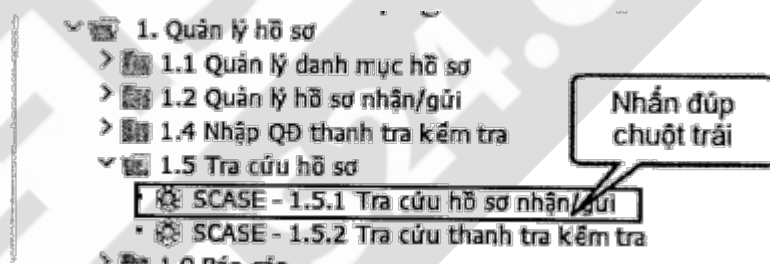 1. Quản lý hồ sơ
1.1 Quản lý danh mục hồ sơ
1.2 Quản lý hồ sơ nhận/gửi
1.4 Nhập QĐ thanh tra kểm tra
1.5 Tra cứu hồ sơ
SCASE - 1.5.1 Tra cứu hồ sơ nhận/gửi
SCASE - 1.5.2 Tra cứu thanh tra kểm tra
Nhấn đúp
chuột trái